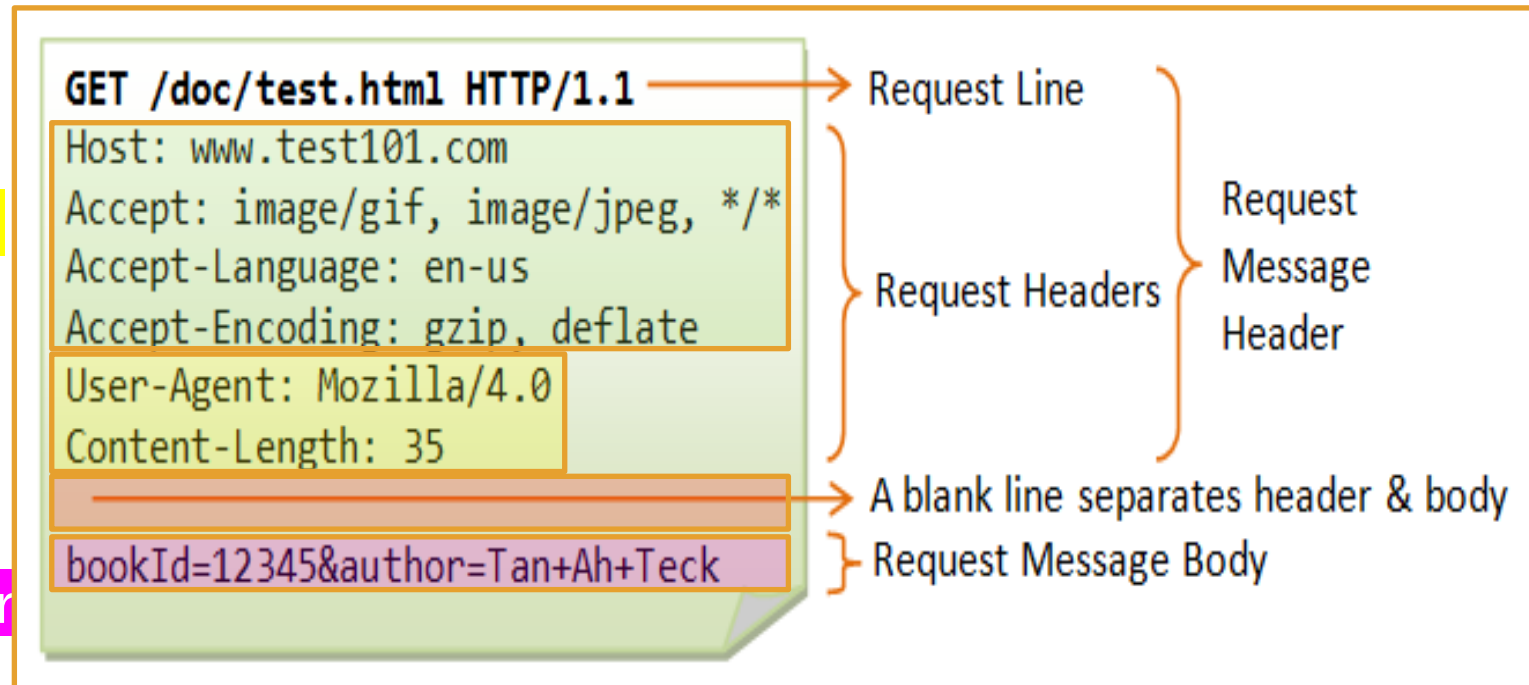 GET /doc/test.html HTTP/1.1
Host: www.test101.com
Accept: image/gif, image/jpeg, */*
Accept-Language: en-us
Accept-Encoding: gzip, deflate
User-Agent: Mozilla/4.0
Content-Length: 35
bookId=12345&author=Tan+Ah+Teck
Request Line
Request Headers
Request
Message
Header
A blank line separates header & body
Request Message Body